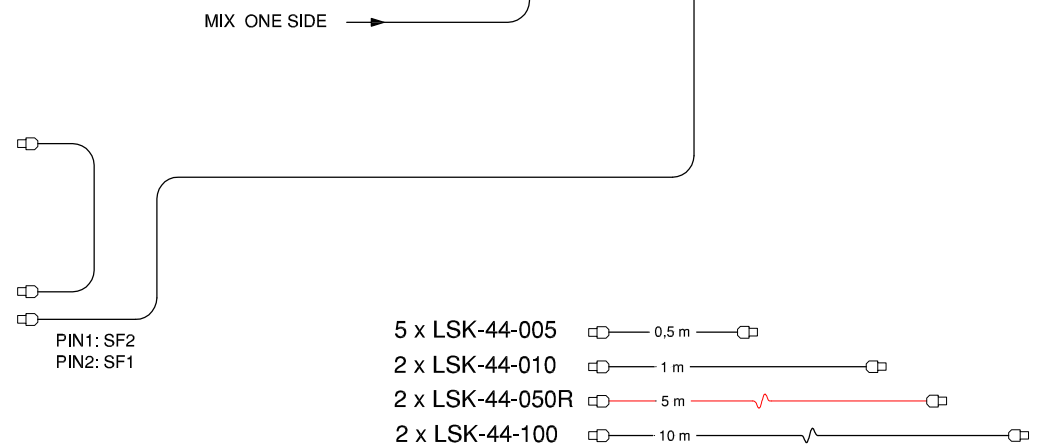 MIX ONE SIDE
PIN1: SF2
PIN2: SF1
5 x LSK-44-005 0,5 m
2 x LSK-44-010 1 m
2 x LSK-44-050R 5 m
2 x LSK-44-100 10 m